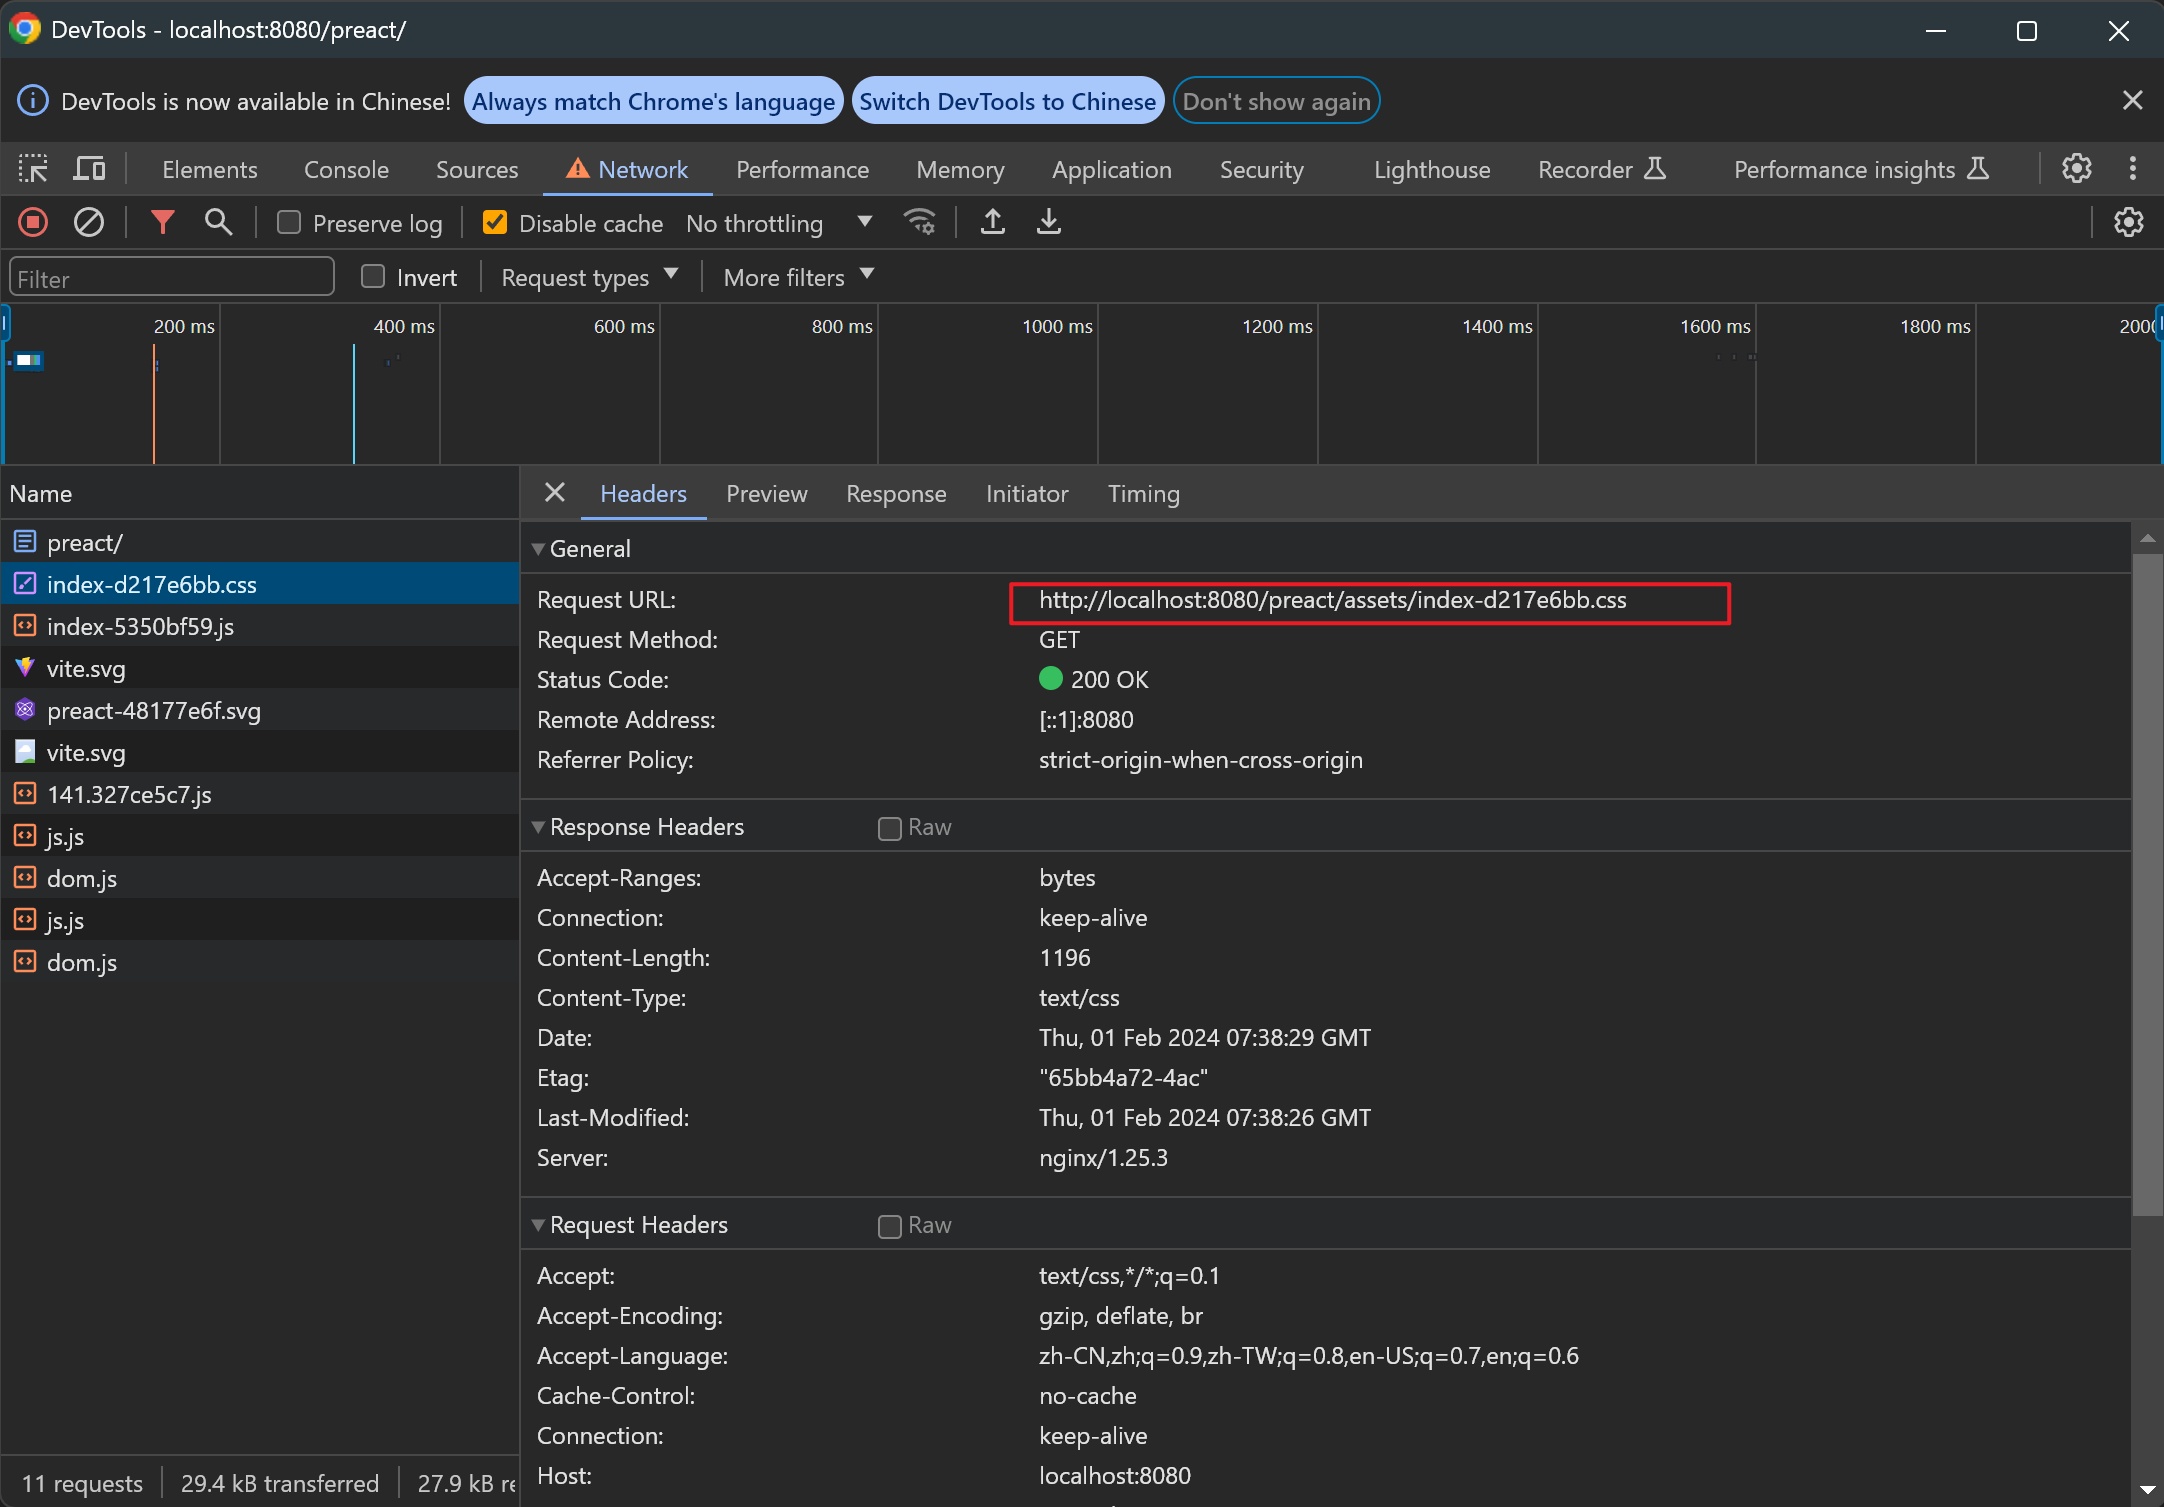 DevTools - localhost:8080/preact/
DevTools is now available in Chinese! Always match Chrome's language Switch DevTools to Chinese Don't show again
Elements Console Sources Network Performance Memory Application Security Lighthouse Recorder Performance insights
Preserve log Disable cache No throttling
Filter Invert Request types More filters
200 ms 400 ms 600 ms 800 ms 1000 ms 1200 ms 1400 ms 1600 ms 1800 ms 2000
Name
preact/
index-d217e6bb.css
index-5350bf59.js
vite.svg
preact-48177e6f.svg
vite.svg
141.327ce5c7.js
js.js
dom.js
js.js
dom.js
11 requests 29.4 kB transferred 27.9 kB re
Headers Preview Response Initiator Timing
General
Request URL: http://localhost:8080/preact/assets/index-d217e6bb.css
Request Method: GET
Status Code: 200 OK
Remote Address: [::1]:8080
Referrer Policy: strict-origin-when-cross-origin
Response Headers Raw
Accept-Ranges: bytes
Connection: keep-alive
Content-Length: 1196
Content-Type: text/css
Date: Thu, 01 Feb 2024 07:38:29 GMT
Etag: "65bb4a72-4ac"
Last-Modified: Thu, 01 Feb 2024 07:38:26 GMT
Server: nginx/1.25.3
Request Headers Raw
Accept: text/css,*/*;q=0.1
Accept-Encoding: gzip, deflate, br
Accept-Language: zh-CN,zh;q=0.9,zh-TW;q=0.8,en-US;q=0.7,en;q=0.6
Cache-Control: no-cache
Connection: keep-alive
Host: localhost:8080